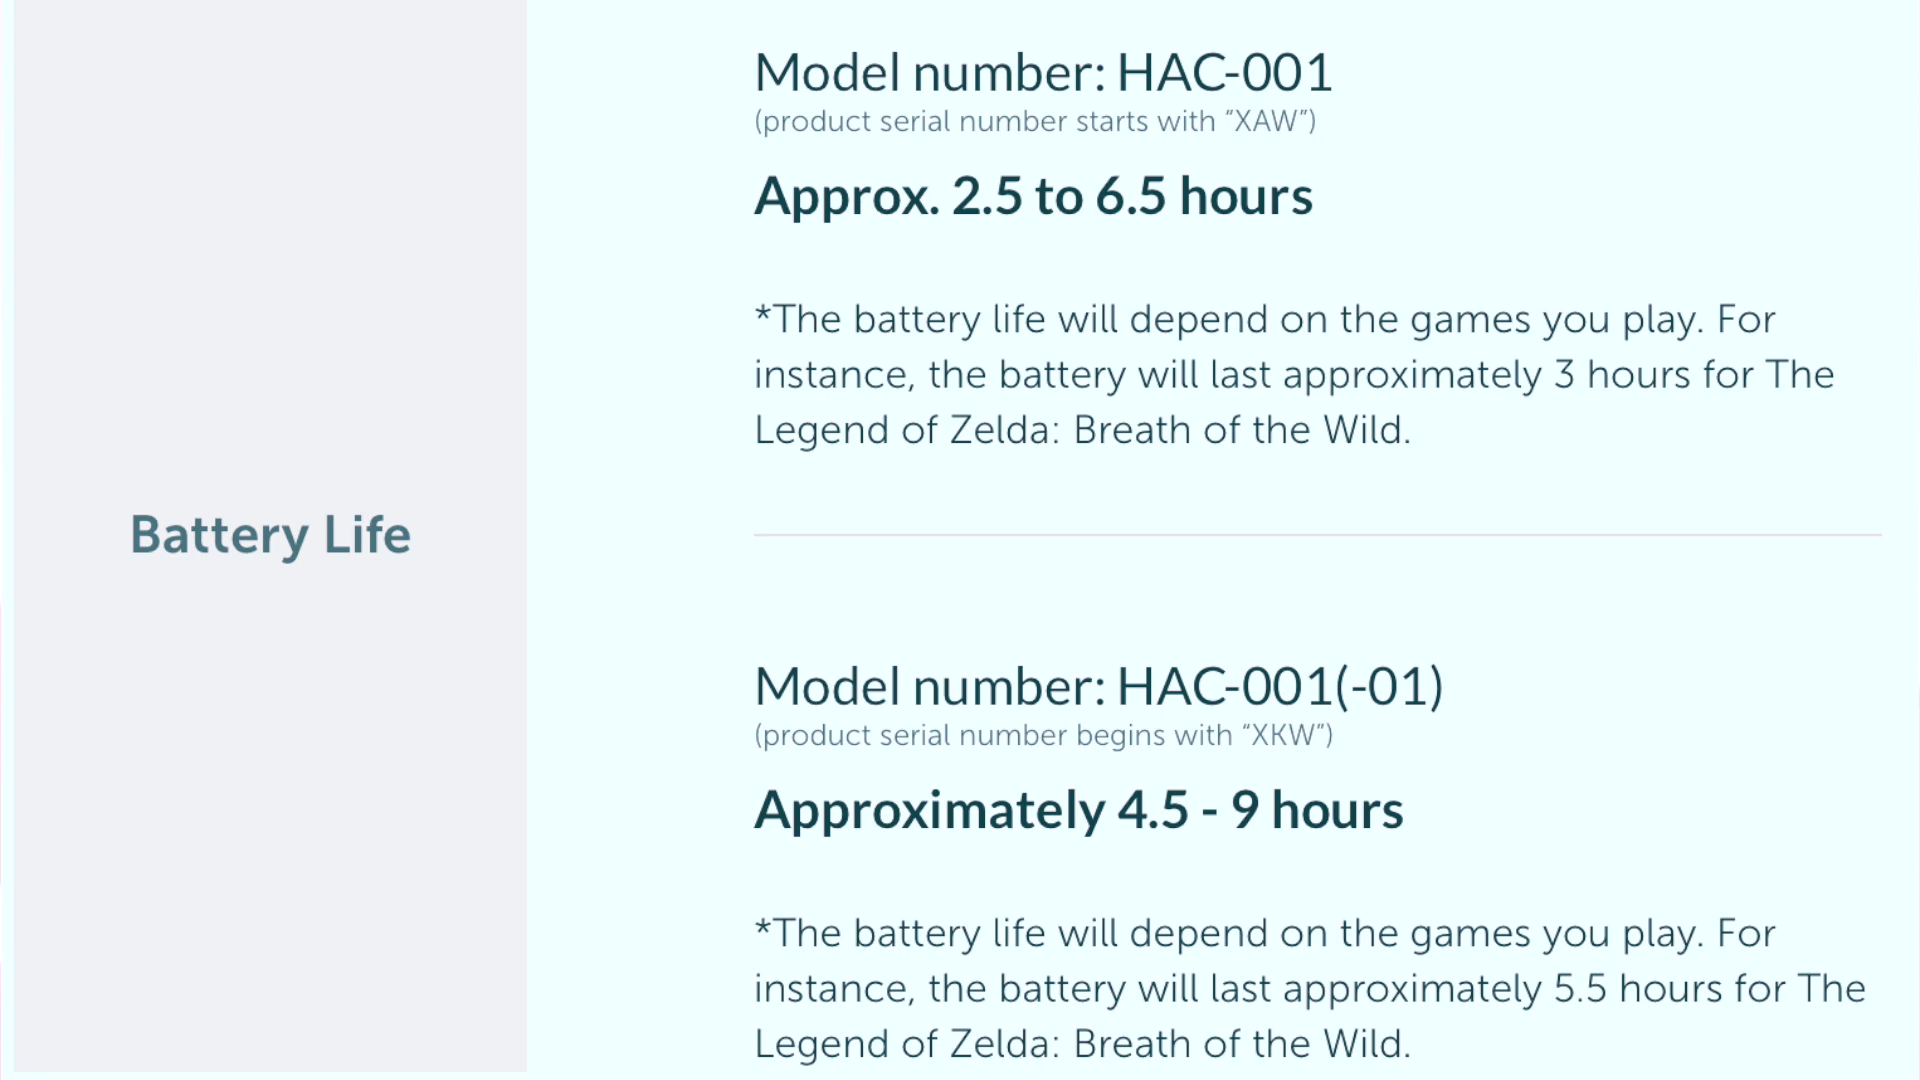 Battery Life
Model number: HAC-001
(product serial number starts with ”XAW”)
Approx. 2.5 to 6.5 hours
*The battery life will depend on the games you play. For
instance, the battery will last approximately 3 hours for The
Legend of Zelda: Breath of the Wild.
Model number: HAC-001(-01)
(product serial number begins with “XKW”)
Approximately 4.5 - 9 hours
*The battery life will depend on the games you play. For
instance, the battery will last approximately 5.5 hours for The
Legend of Zelda: Breath of the Wild.